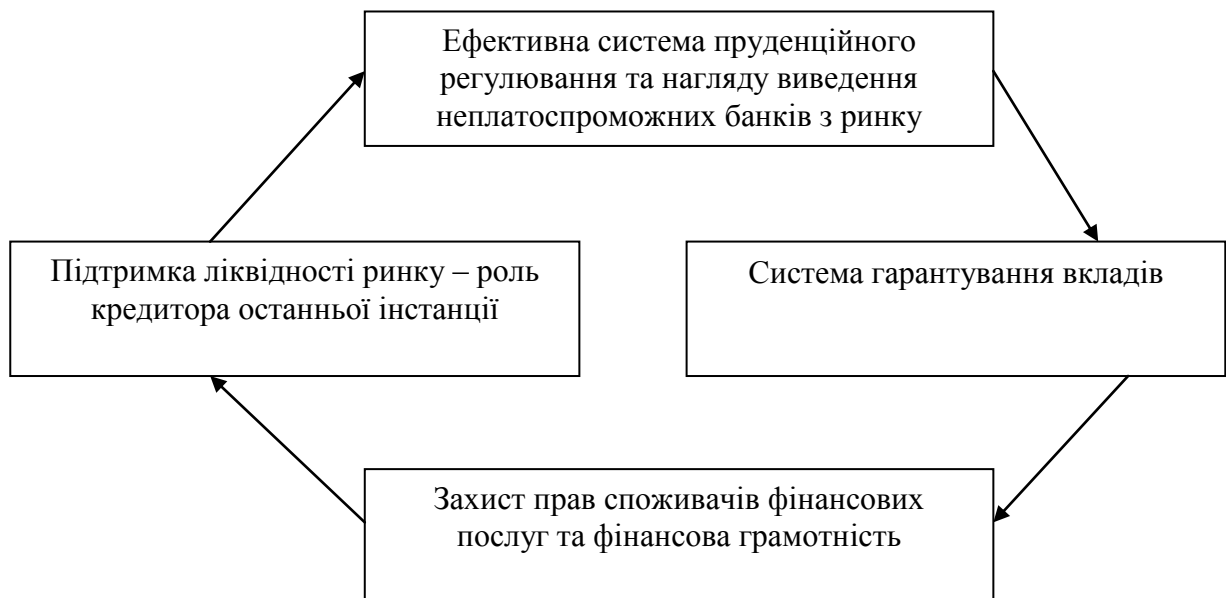 Ефективна система пруденційного
регулювання та нагляду виведення
неплатоспроможних банків з ринку
Підтримка ліквідності ринку – роль
кредитора останньої інстанції
Система гарантування вкладів
Захист прав споживачів фінансових
послуг та фінансова грамотність